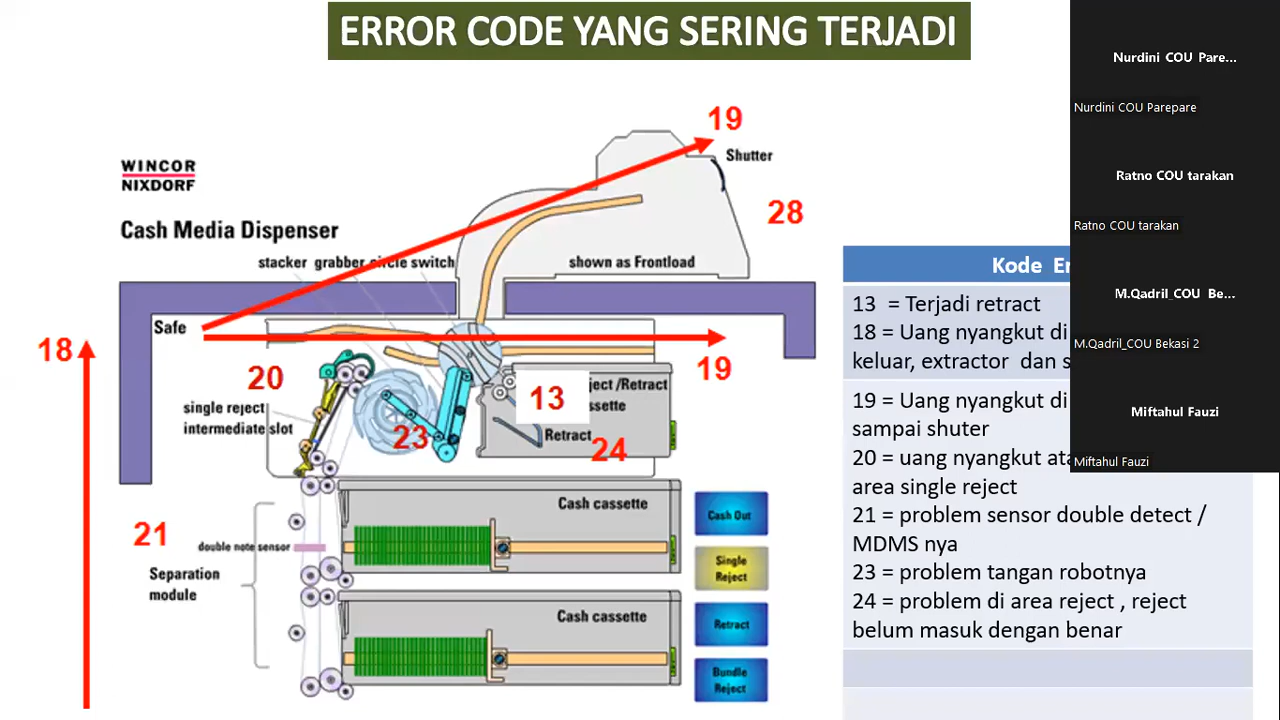 ERROR CODE YANG SERING TERJADI
WINCOR
NIXDORF
Cash Media Dispenser
stacker grabber circle switch
shown as Frontload
19
Shutter
28
Safe
18
19
20
single reject
intermediate slot
23
13
ject /Retract
ssette
Retract
24
21
double note sensor
Separation
module
Cash cassette
Cash cassette
Cash Out
Single
Reject
Retract
Bundle
Reject
Kode
13 = Terjadi retract
18 = Uang nyangkut di
keluar, extractor dan
19 = Uang nyangkut di
sampai shuter
20 = uang nyangkut
area single reject
21 = problem sensor double detect /
MDMS nya
23 = problem tangan robotnya
24 = problem di area reject , reject
belum masuk dengan benar
Nurdini COU Pare...
Nurdini COU Parepare
Ratno COU tarakan
Ratno COU tarakan
M.Qadril_COU Be...
M.Qadril_COU Bekasi 2
Miftahul Fauzi
Miftahul Fauzi